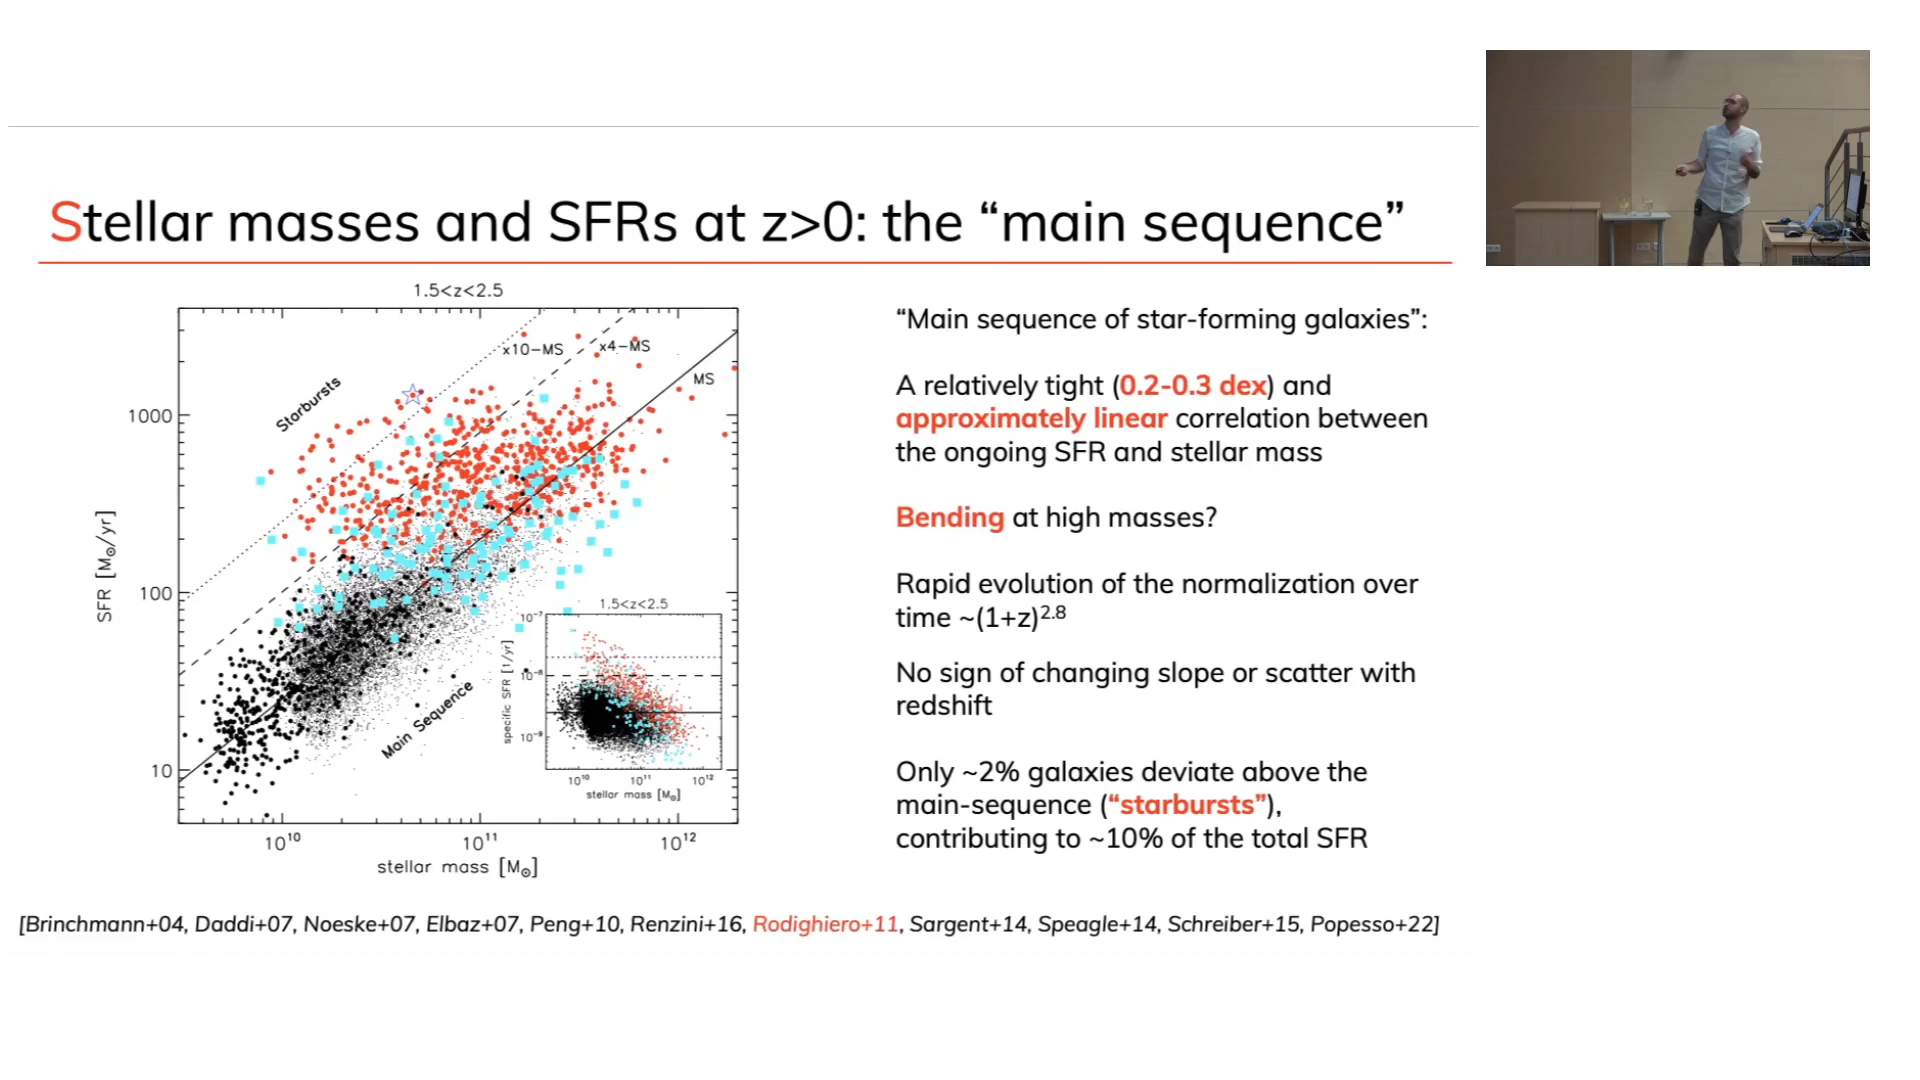 Stellar masses and SFRs at z>0: the “main sequence”
1.5<z<2.5
x10-MS
x4-MS
MS
Starbursts
Main Sequence
1000
100
10
SFR [M⊙/yr]
10¹⁰
10¹¹
10¹²
stellar mass [M⊙]
1.5<z<2.5
10⁻⁷
10⁻⁸
10⁻⁹
specific SFR [1/yr]
10¹⁰
10¹¹
10¹²
stellar mass [M⊙]
“Main sequence of star-forming galaxies”:
A relatively tight (0.2-0.3 dex) and
approximately linear correlation between
the ongoing SFR and stellar mass
Bending at high masses?
Rapid evolution of the normalization over
time ~(1+z)²·⁸
No sign of changing slope or scatter with
redshift
Only ~2% galaxies deviate above the
main-sequence (“starbursts”),
contributing to ~10% of the total SFR
[Brinchmann+04, Daddi+07, Noeske+07, Elbaz+07, Peng+10, Renzini+16, Rodighiero+11, Sargent+14, Speagle+14, Schreiber+15, Popesso+22]